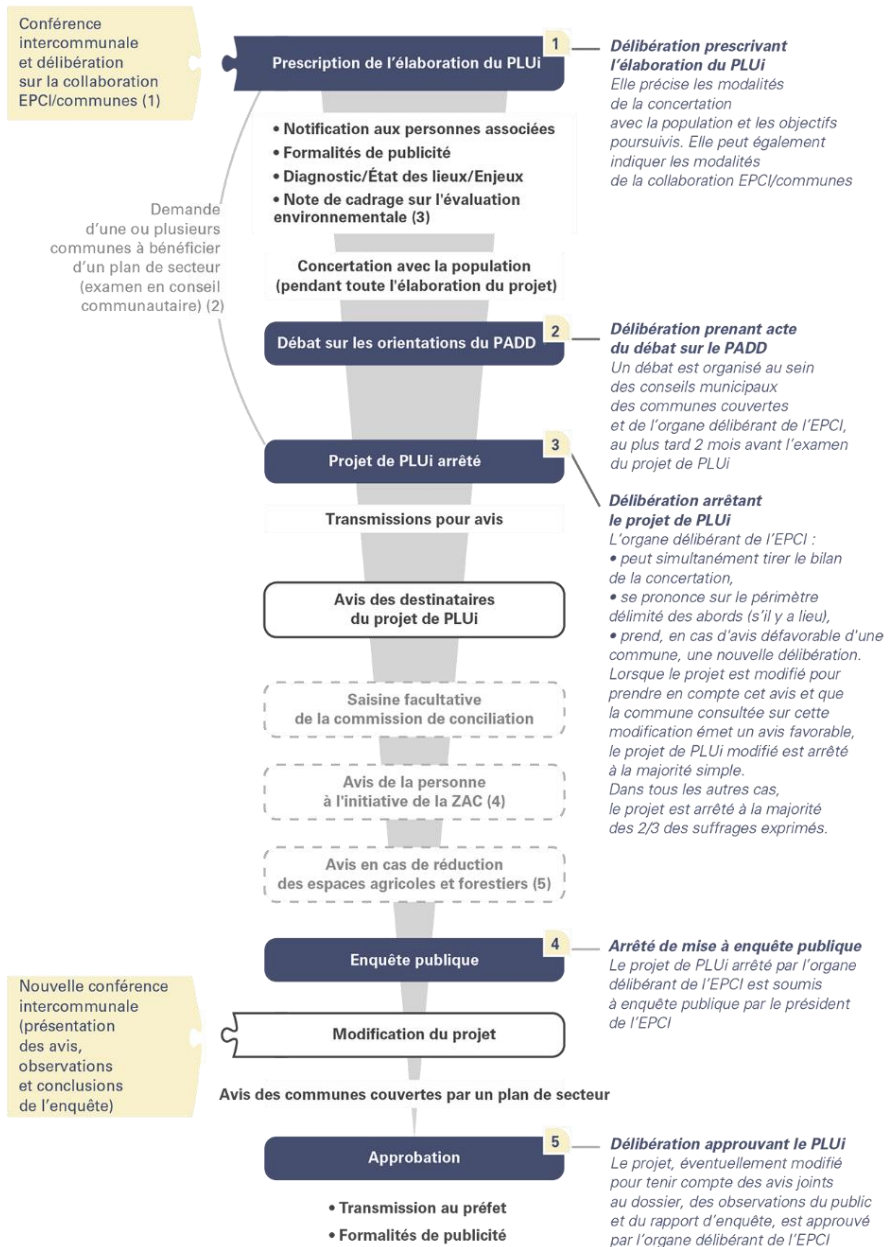 Conférence
intercommunale
et délibération
sur la collaboration
EPCI/communes (1)
Prescription de l'élaboration du PLUi
1
Délibération prescrivant
l'élaboration du PLUi
Elle précise les modalités
de la concertation
avec la population et les objectifs
poursuivis. Elle peut également
indiquer les modalités
de la collaboration EPCI/communes
• Notification aux personnes associées
• Formalités de publicité
• Diagnostic/État des lieux/Enjeux
• Note de cadrage sur l'évaluation
environnementale (3)
Demande
d'une ou plusieurs
communes à bénéficier
d'un plan de secteur
(examen en conseil
communautaire) (2)
Concertation avec la population
(pendant toute l'élaboration du projet)
Débat sur les orientations du PADD
2
Délibération prenant acte
du débat sur le PADD
Un débat est organisé au sein
des conseils municipaux
des communes couvertes
et de l'organe délibérant de l'EPCI,
au plus tard 2 mois avant l'examen
du projet de PLUi
Projet de PLUi arrêté
3
Délibération arrêtant
le projet de PLUi
L'organe délibérant de l'EPCI :
• peut simultanément tirer le bilan
de la concertation,
• se prononce sur le périmètre
délimité des abords (s'il y a lieu),
• prend, en cas d'avis défavorable d'une
commune, une nouvelle délibération.
Lorsque le projet est modifié pour
prendre en compte cet avis et que
la commune consultée sur cette
modification émet un avis favorable,
le projet de PLUi modifié est arrêté
à la majorité simple.
Dans tous les autres cas,
le projet est arrêté à la majorité
des 2/3 des suffrages exprimés.
Transmissions pour avis
Avis des destinataires
du projet de PLUi
Saisine facultative
de la commission de conciliation
Avis de la personne
à l'initiative de la ZAC (4)
Avis en cas de réduction
des espaces agricoles et forestiers (5)
Enquête publique
4
Arrêté de mise à enquête publique
Le projet de PLUi arrêté par l'organe
délibérant de l'EPCI est soumis
à enquête publique par le président
de l'EPCI
Nouvelle conférence
intercommunale
(présentation
des avis,
observations
et conclusions
de l'enquête)
Modification du projet
Avis des communes couvertes par un plan de secteur
Approbation
5
Délibération approuvant le PLUi
Le projet, éventuellement modifié
pour tenir compte des avis joints
au dossier, des observations du public
et du rapport d'enquête, est approuvé
par l'organe délibérant de l'EPCI
• Transmission au préfet
• Formalités de publicité